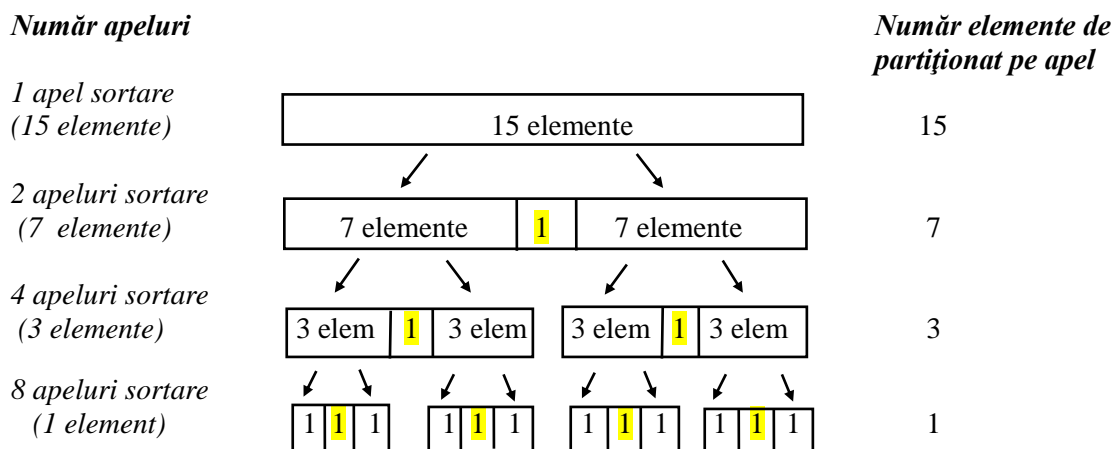 Număr apeluri
Număr elemente de
partiţionat pe apel
1 apel sortare
(15 elemente)
15 elemente
15
2 apeluri sortare
(7 elemente)
7 elemente 1 7 elemente
7
4 apeluri sortare
(3 elemente)
3 elem 1 3 elem 3 elem 1 3 elem
3
8 apeluri sortare
(1 element)
1 1 1 1 1 1 1 1 1 1 1 1
1